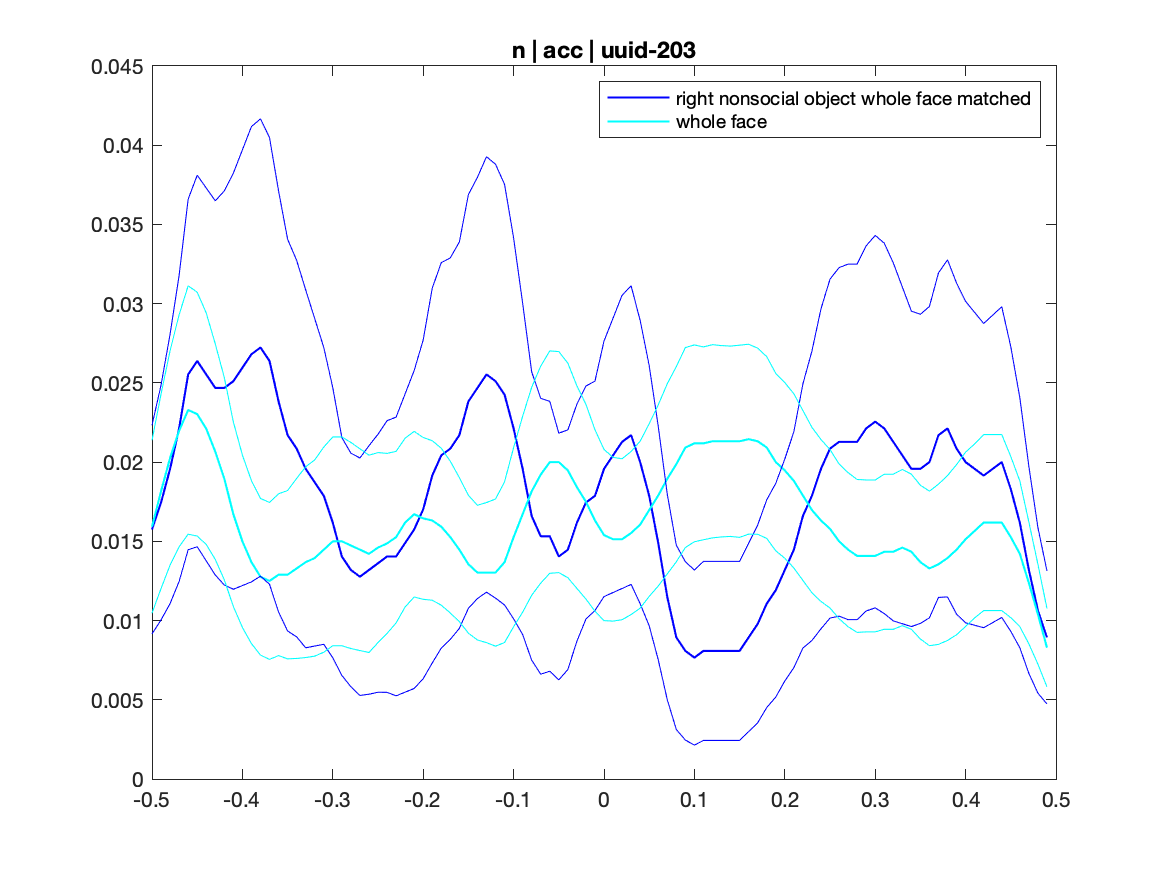 n | acc | uuid-203
right nonsocial object whole face matched
whole face
0.045
0.04
0.035
0.03
0.025
0.02
0.015
0.01
0.005
0
-0.5 -0.4 -0.3 -0.2 -0.1 0 0.1 0.2 0.3 0.4 0.5